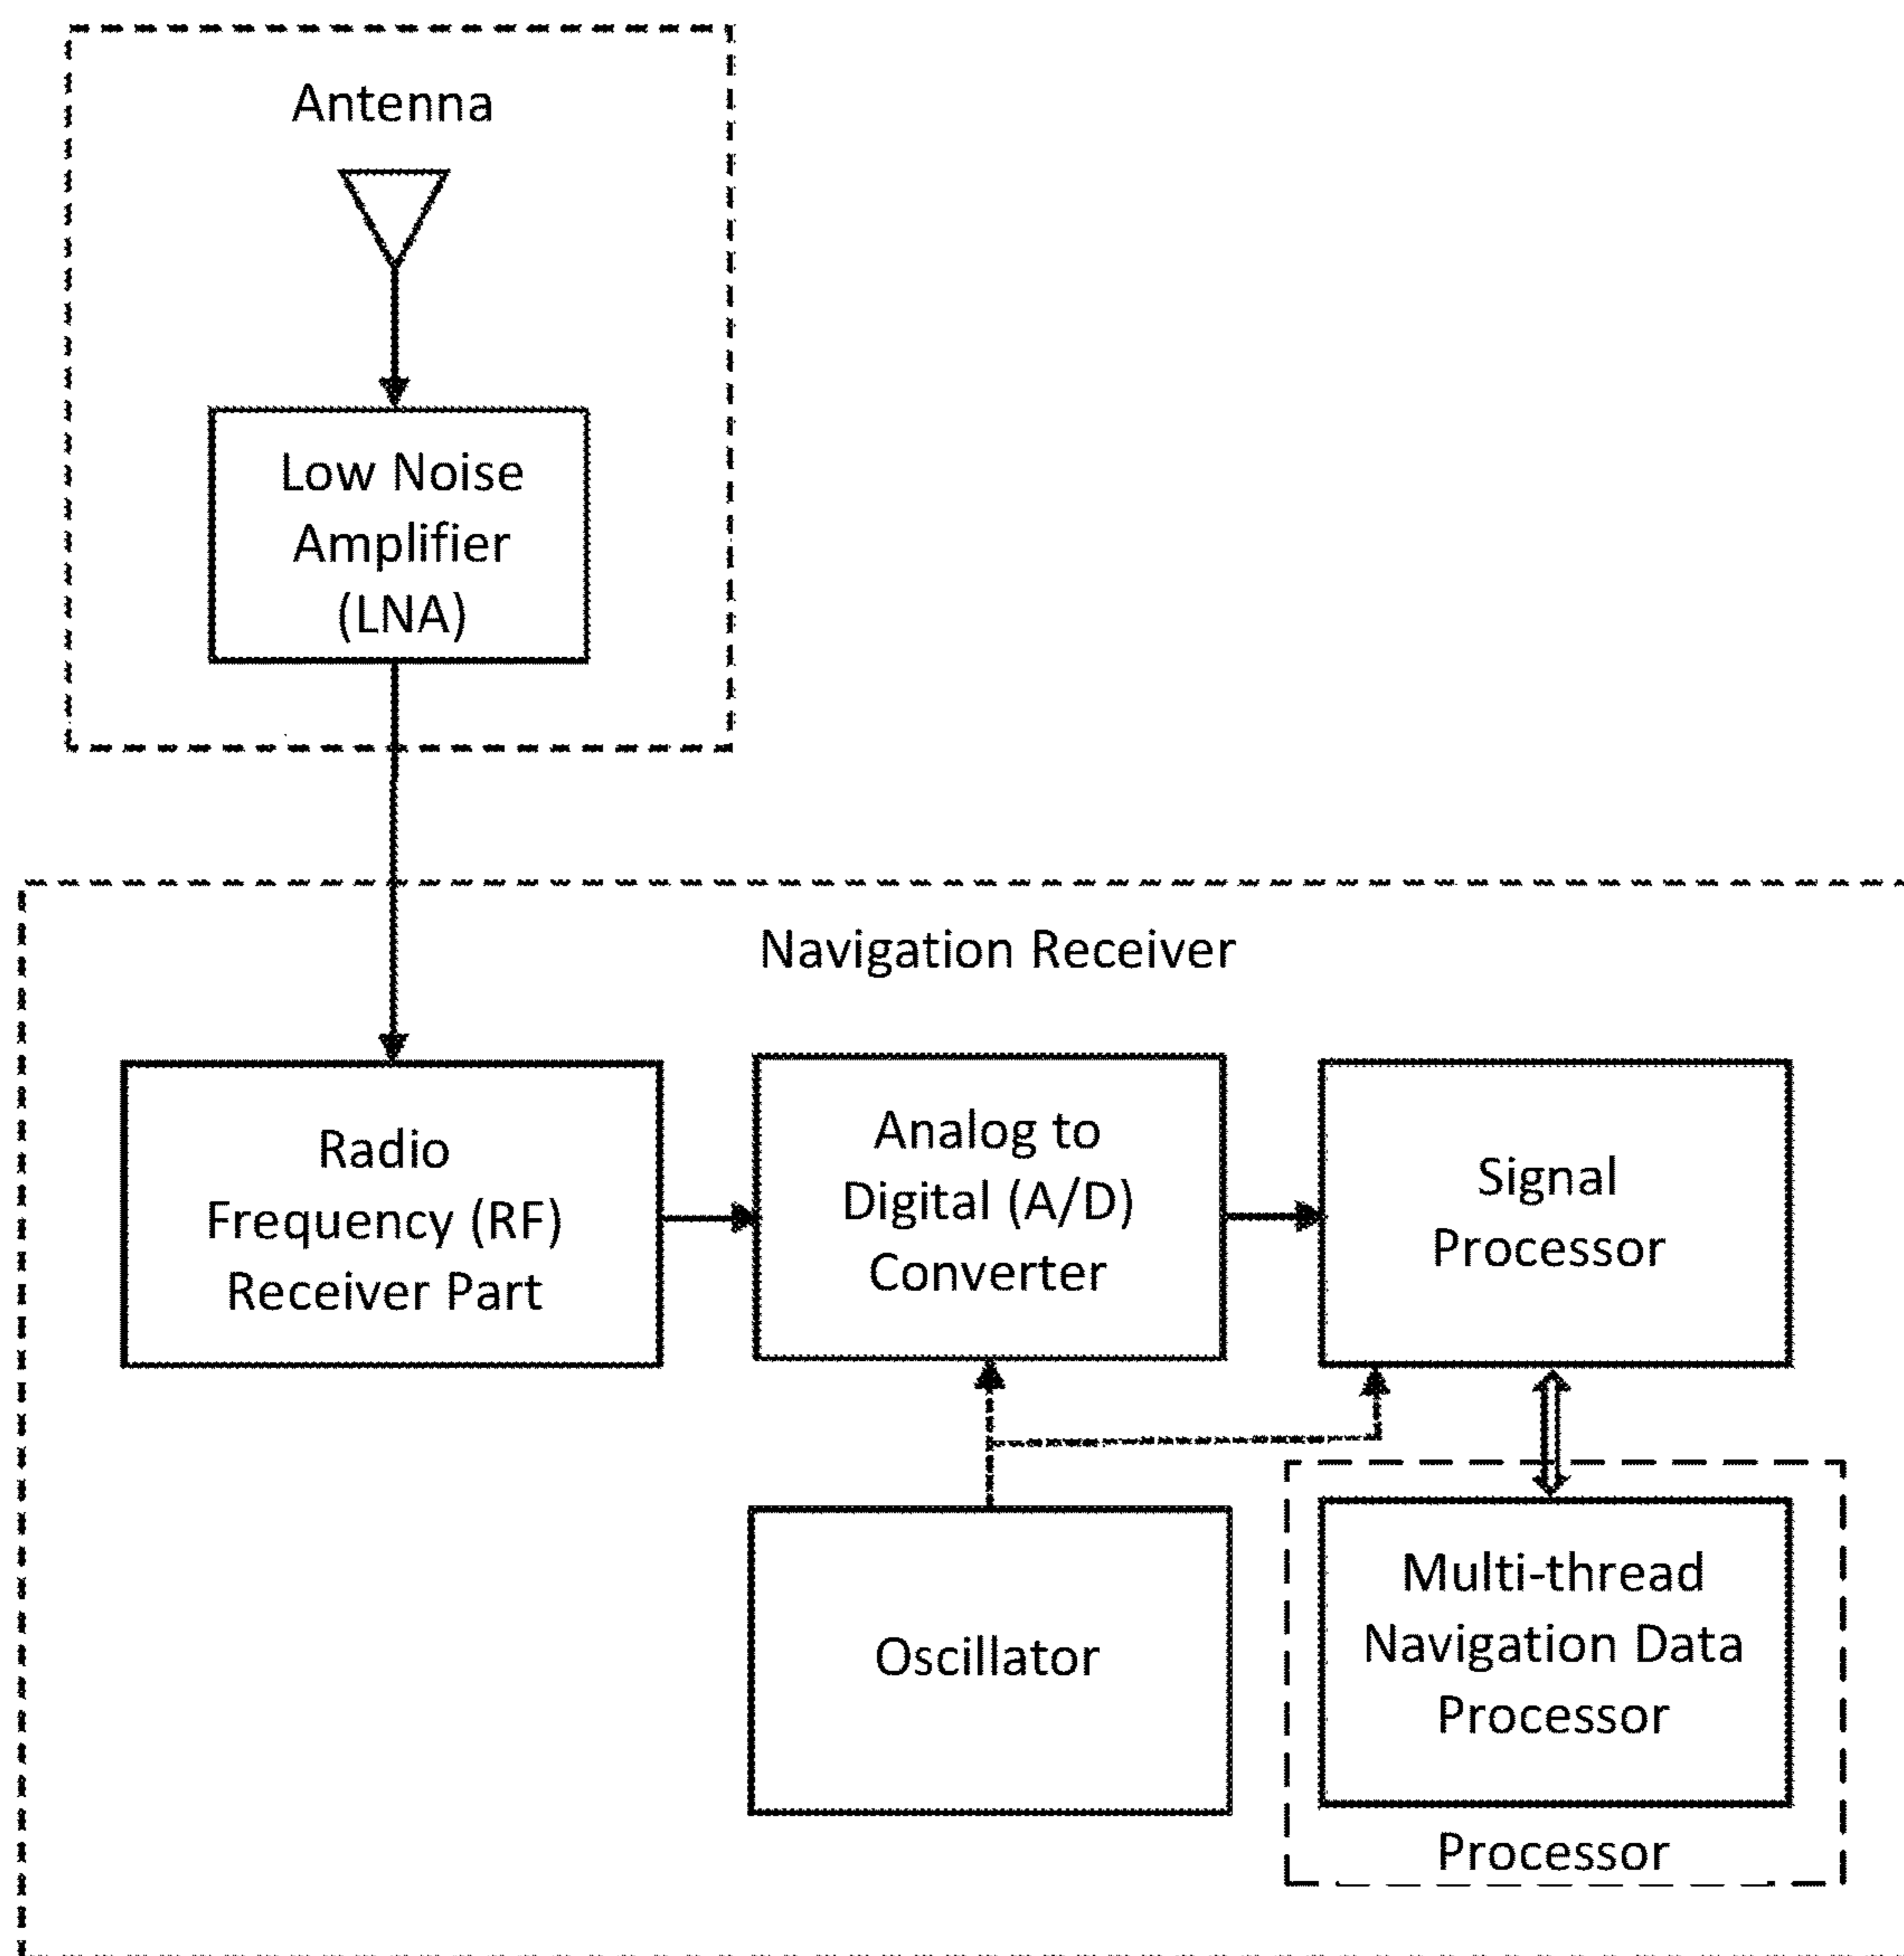 Antenna
Low Noise
Amplifier
(LNA)
Navigation Receiver
Radio
Frequency (RF)
Receiver Part
Analog to
Digital (A/D)
Converter
Signal
Processor
Oscillator
Multi-thread
Navigation Data
Processor
Processor